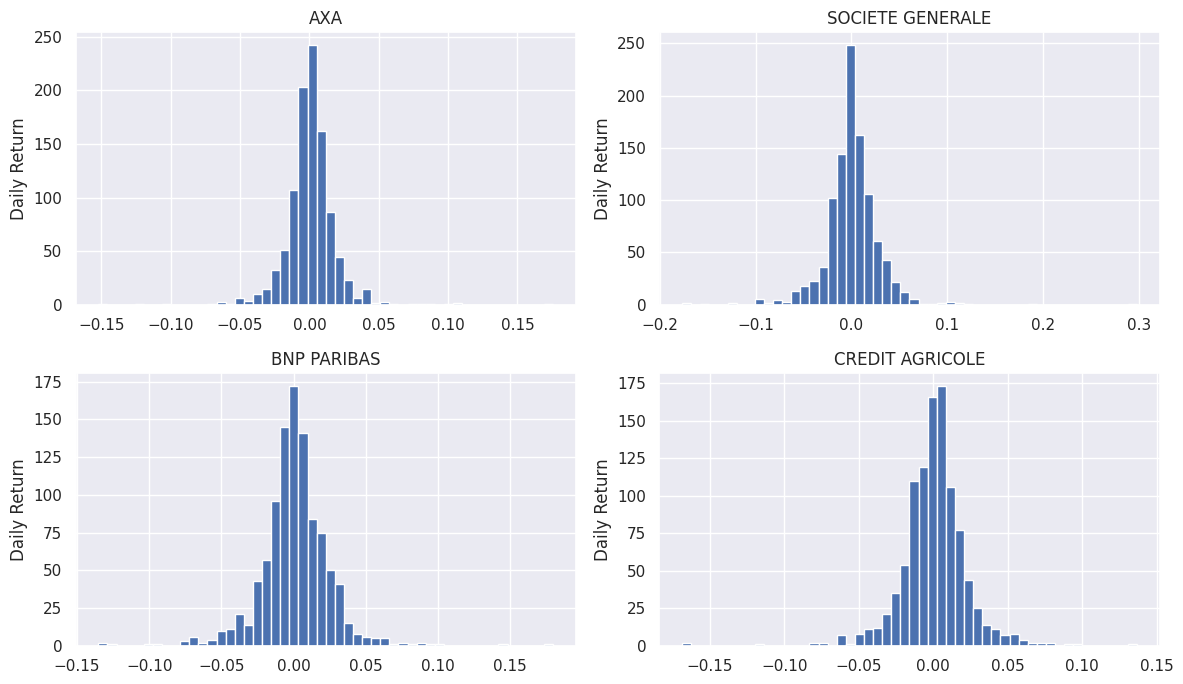 AXA
250
200
150
100
50
0
Daily Return
−0.15 −0.10 −0.05 0.00 0.05 0.10 0.15
SOCIETE GENERALE
250
200
150
100
50
0
Daily Return
−0.2 −0.1 0.0 0.1 0.2 0.3
BNP PARIBAS
175
150
125
100
75
50
25
0
Daily Return
−0.15 −0.10 −0.05 0.00 0.05 0.10 0.15
CREDIT AGRICOLE
175
150
125
100
75
50
25
0
Daily Return
−0.15 −0.10 −0.05 0.00 0.05 0.10 0.15